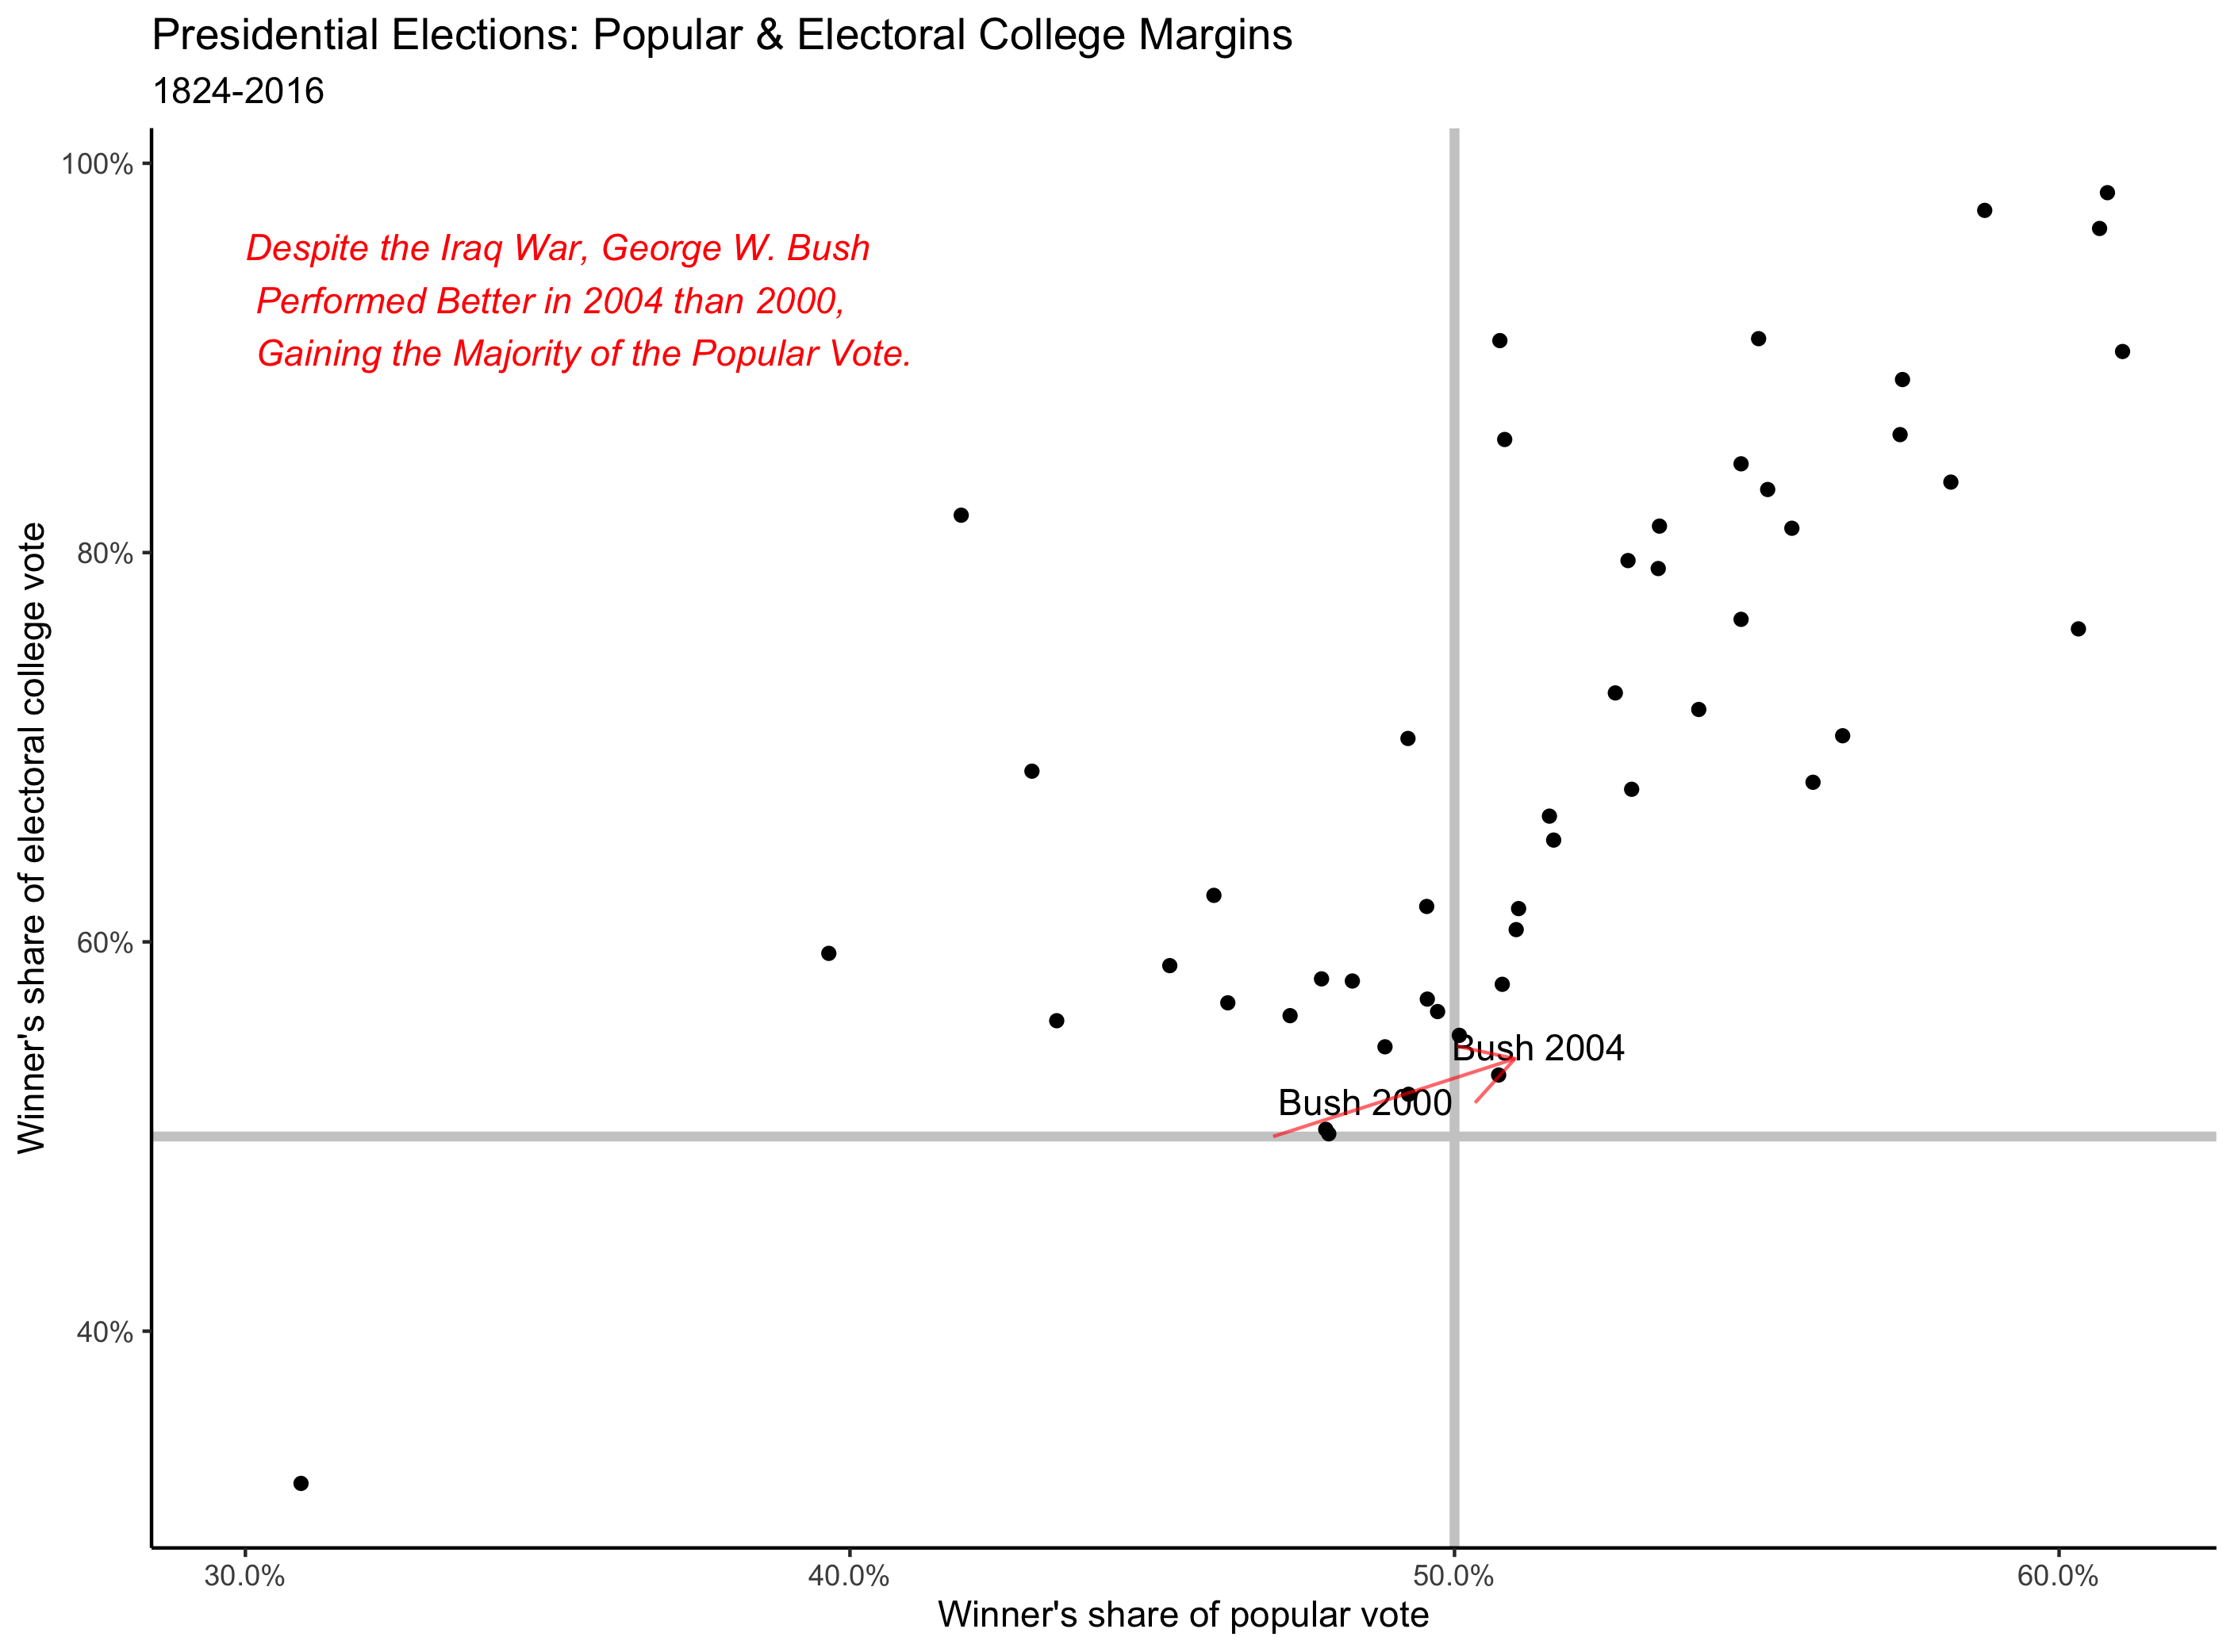 Presidential Elections: Popular & Electoral College Margins
1824-2016
100%
Despite the Iraq War, George W. Bush
Performed Better in 2004 than 2000,
Gaining the Majority of the Popular Vote.
80%
Winner's share of electoral college vote
60%
Bush 2004
Bush 2000
40%
30.0% 40.0% 50.0% 60.0%
Winner's share of popular vote